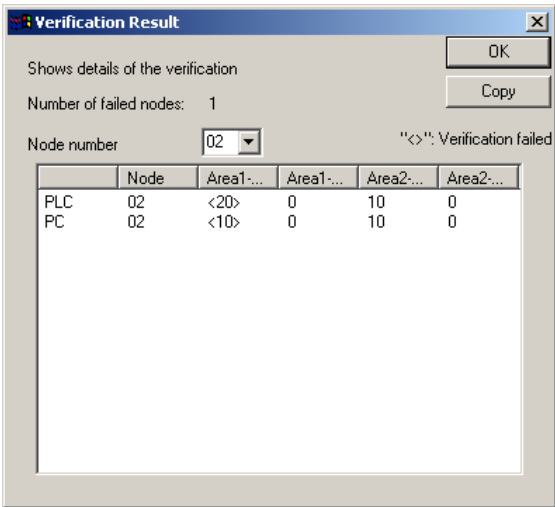 Verification Result
OK
Shows details of the verification
Copy
Number of failed nodes: 1
Node number 02 "<>": Verification failed
Node Area1-... Area1-... Area2-... Area2-...
PLC 02 <20> 0 10 0
PC 02 <10> 0 10 0